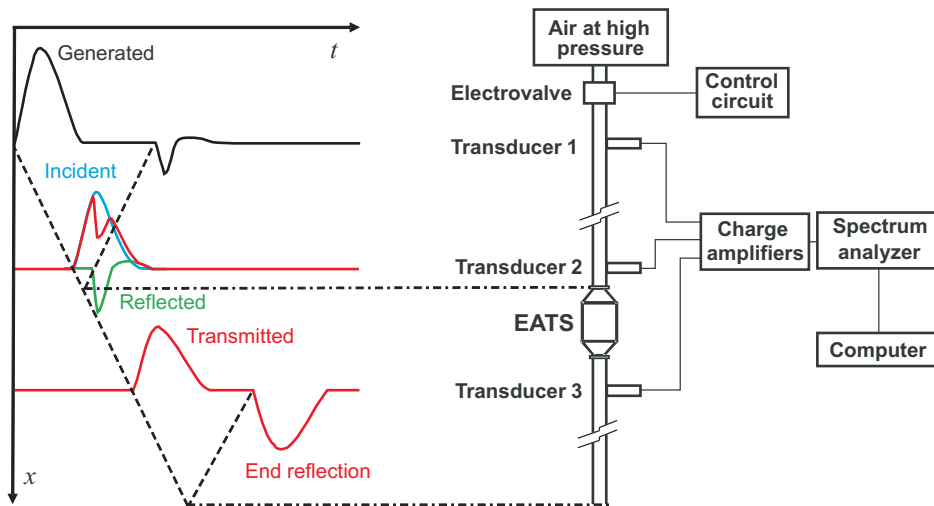 t
Generated
Incident
Reflected
Transmitted
End reflection
x
Air at high
pressure
Electrovalve
Control
circuit
Transducer 1
Transducer 2
Charge
amplifiers
Spectrum
analyzer
EATS
Computer
Transducer 3